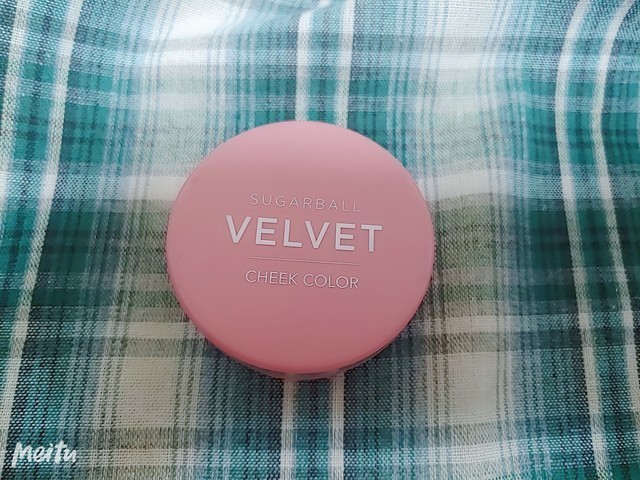 SUGARBALL
VELVET
CHEEK COLOR
Meitu